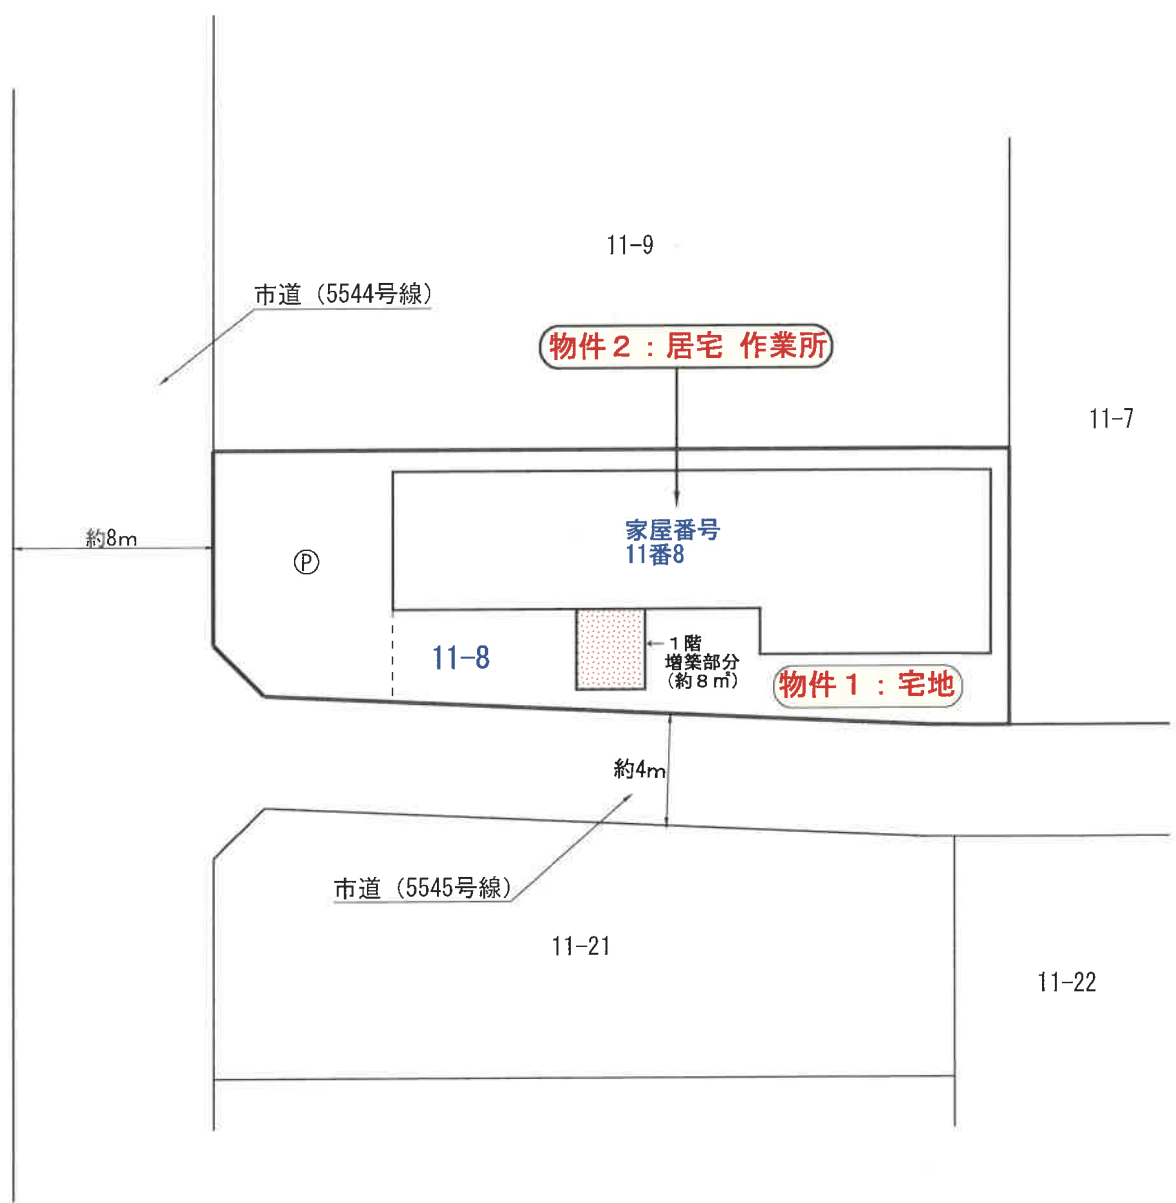 11-9
市道（5544号線）
物件２：居宅 作業所
11-7
家屋番号
11番8
約8m
Ⓟ
11-8
１階
増築部分
（約８㎡）
物件１：宅地
約4m
市道（5545号線）
11-21
11-22